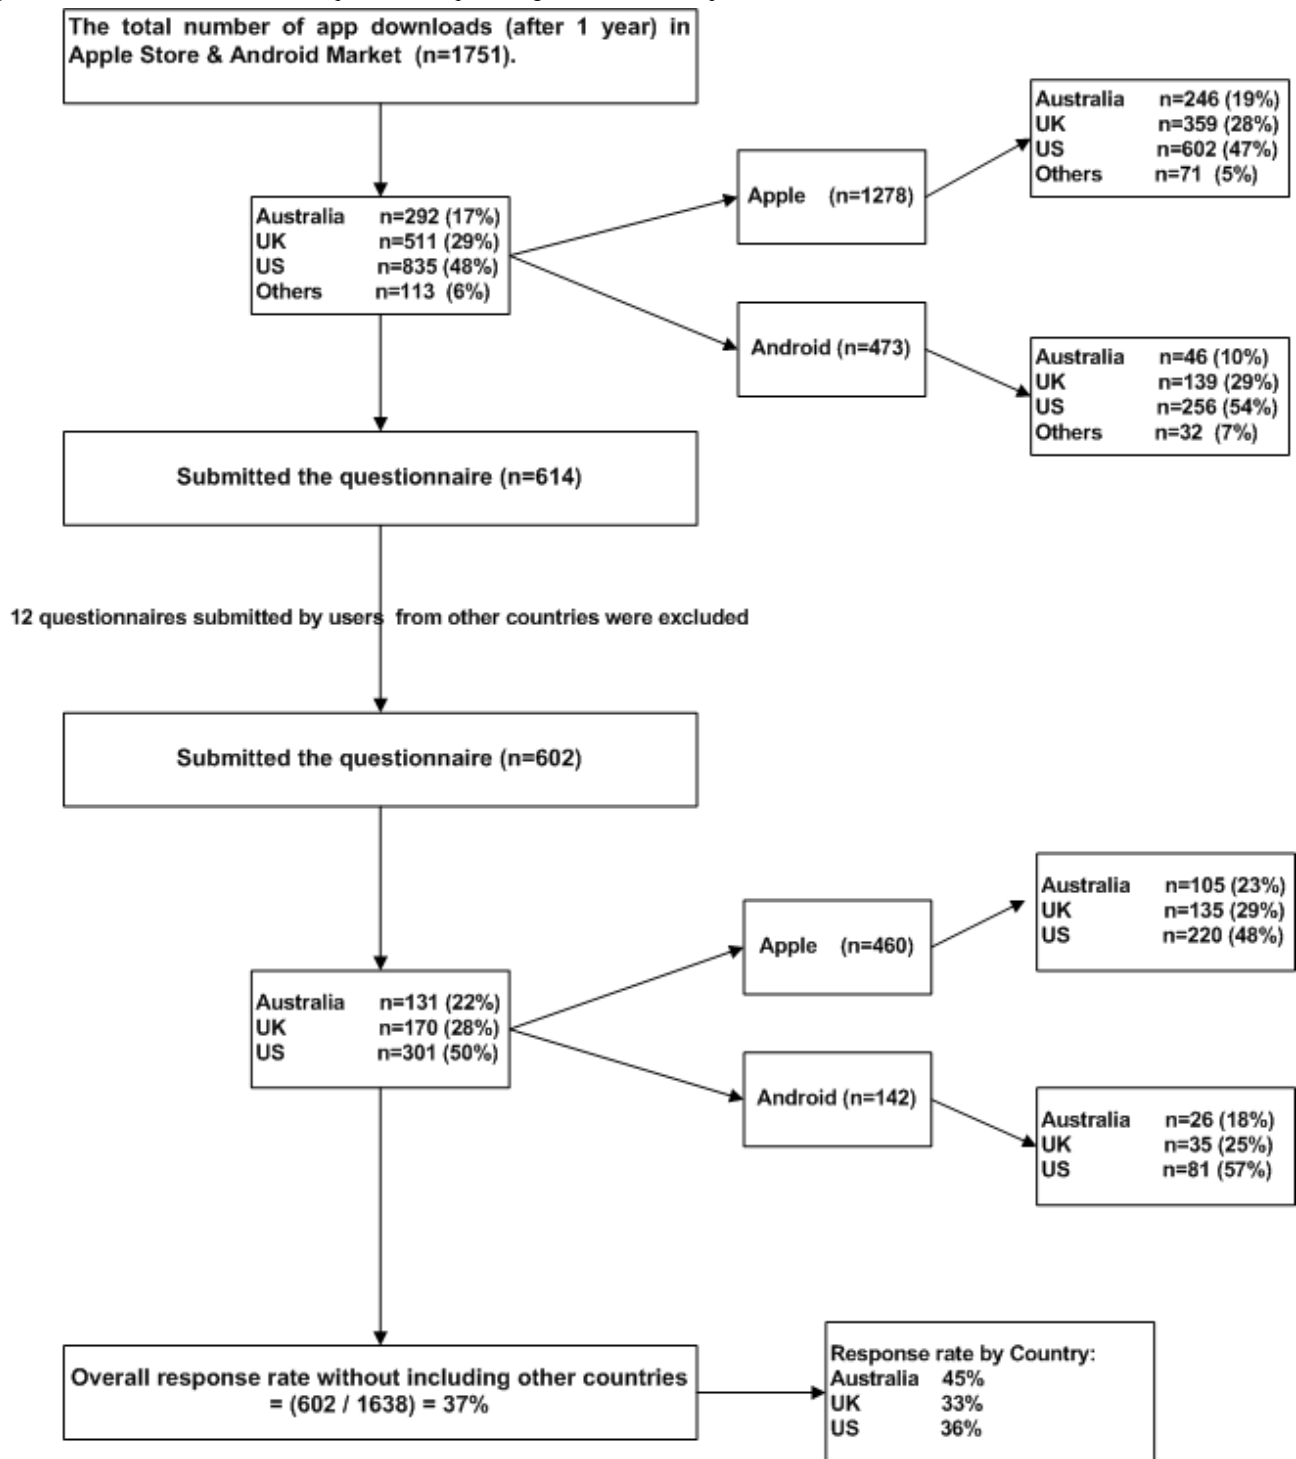 The total number of app downloads (after 1 year) in
Apple Store & Android Market (n=1751).
Australia n=292 (17%)
UK n=511 (29%)
US n=835 (48%)
Others n=113 (6%)
Apple (n=1278)
Australia n=246 (19%)
UK n=359 (28%)
US n=602 (47%)
Others n=71 (5%)
Android (n=473)
Australia n=46 (10%)
UK n=139 (29%)
US n=256 (54%)
Others n=32 (7%)
Submitted the questionnaire (n=614)
12 questionnaires submitted by users from other countries were excluded
Submitted the questionnaire (n=602)
Australia n=131 (22%)
UK n=170 (28%)
US n=301 (50%)
Apple (n=460)
Australia n=105 (23%)
UK n=135 (29%)
US n=220 (48%)
Android (n=142)
Australia n=26 (18%)
UK n=35 (25%)
US n=81 (57%)
Overall response rate without including other countries
= (602 / 1638) = 37%
Response rate by Country:
Australia 45%
UK 33%
US 36%